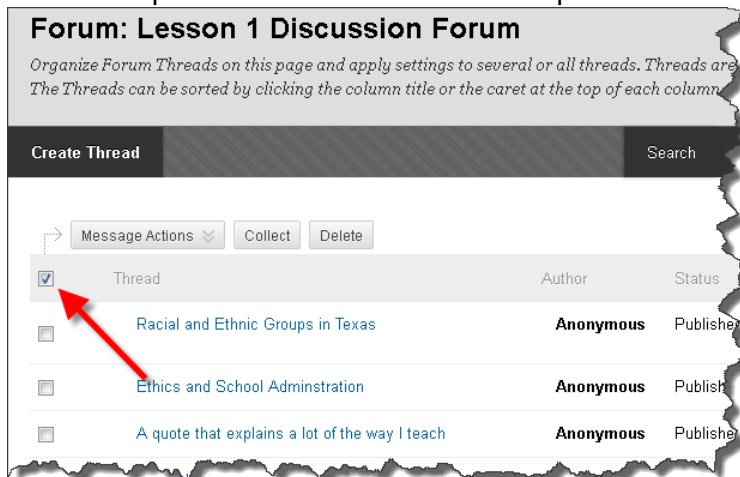 Forum: Lesson 1 Discussion Forum
Organize Forum Threads on this page and apply settings to several or all threads. Threads are
The Threads can be sorted by clicking the column title or the caret at the top of each column
Create Thread Search
Message Actions Collect Delete
Thread Author Status
Racial and Ethnic Groups in Texas Anonymous Publishe
Ethics and School Adminstration Anonymous Publish
A quote that explains a lot of the way I teach Anonymous Publishe